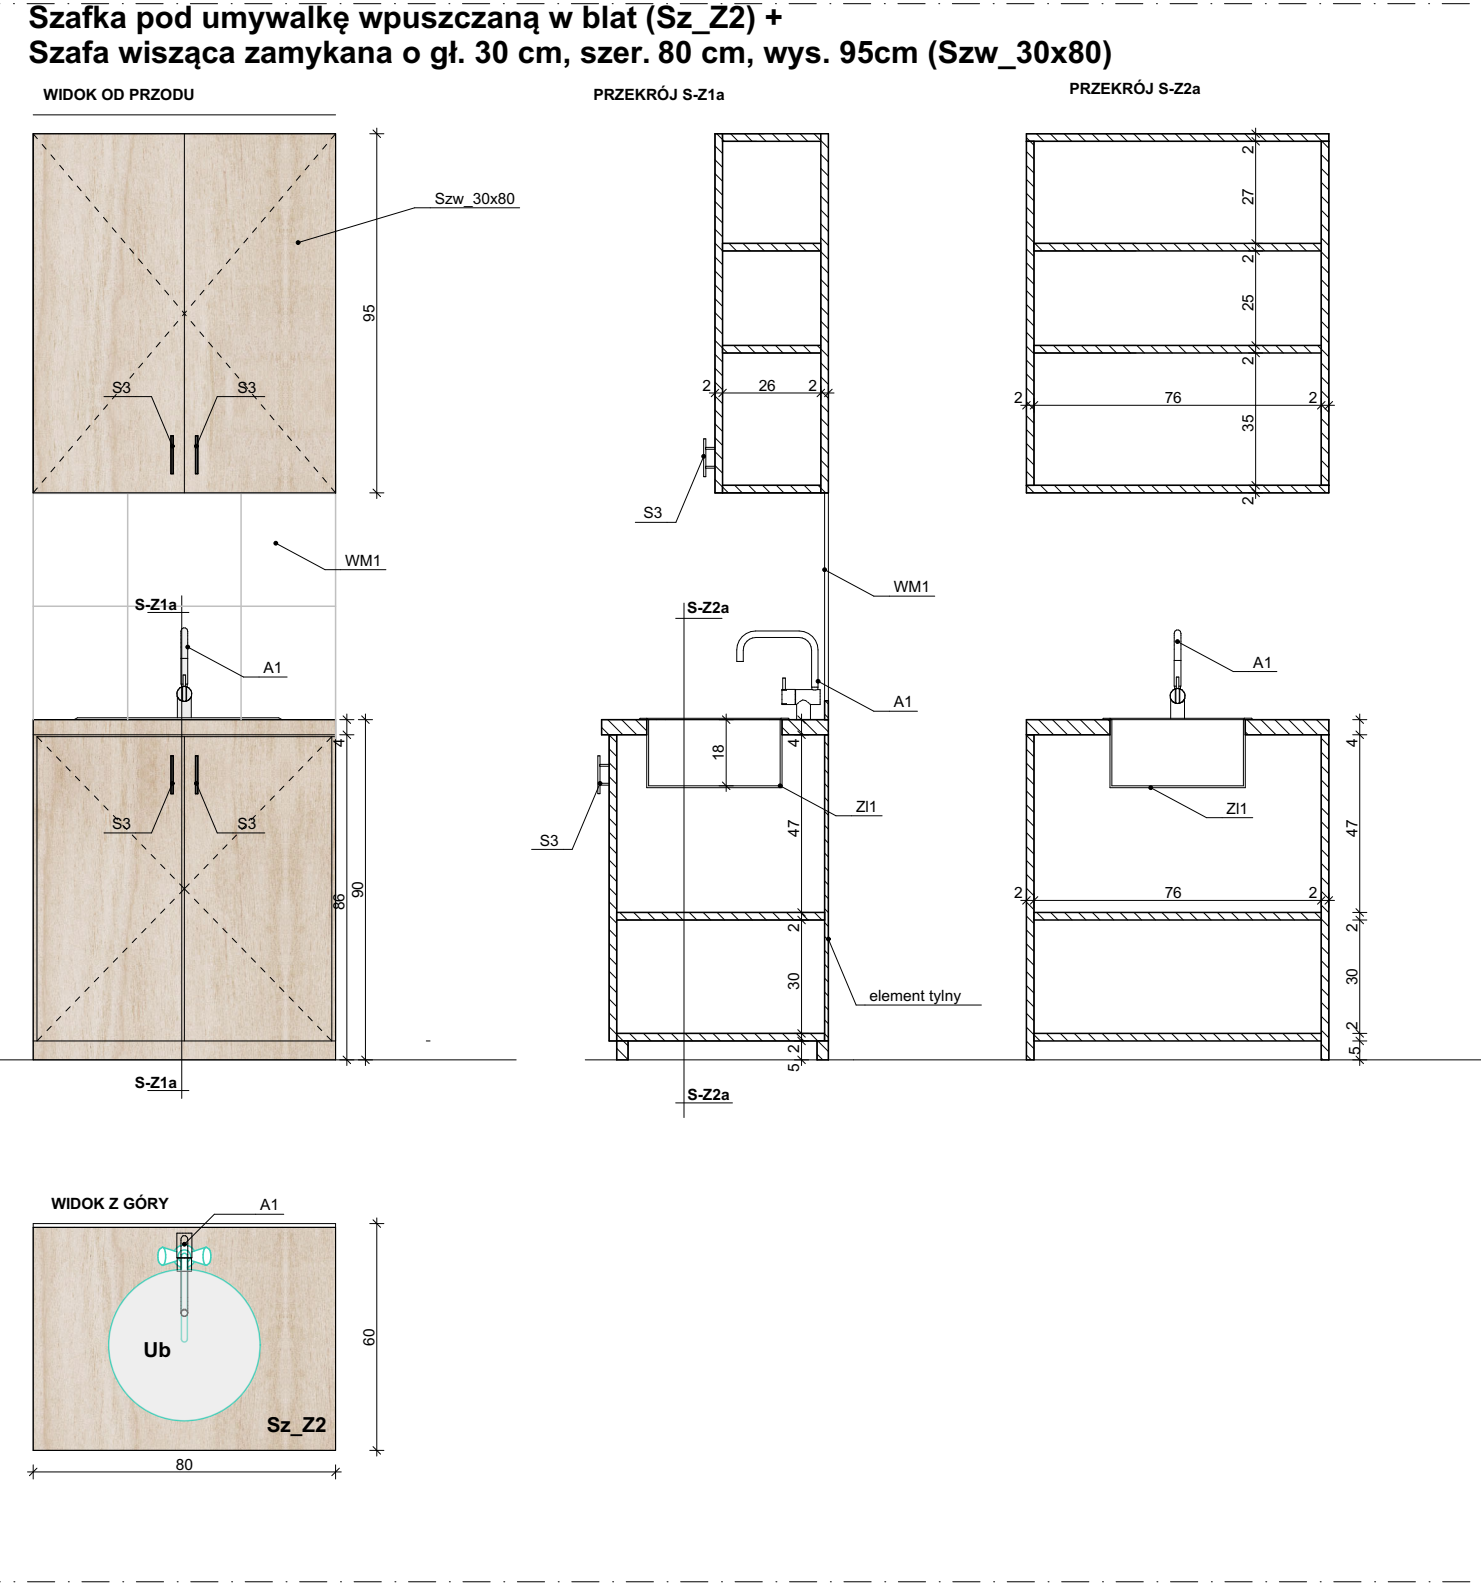 Szafka pod umywalkę wpuszczaną w blat (Sz_Z2) +
Szafa wisząca zamykana o gł. 30 cm, szer. 80 cm, wys. 95cm (Szw_30x80)
WIDOK OD PRZODU
PRZEKRÓJ S-Z1a
PRZEKRÓJ S-Z2a
Szw_30x80
95
S3
S3
WM1
S-Z1a
A1
4
S3
S3
86
90
S-Z1a
2
26
2
S3
WM1
S-Z2a
A1
18
4
Zl1
47
S3
2
30
element tylny
2
5
S-Z2a
2
27
2
25
2
2
76
2
35
2
A1
4
Zl1
47
2
76
2
2
30
2
5
WIDOK Z GÓRY
A1
Ub
60
Sz_Z2
80